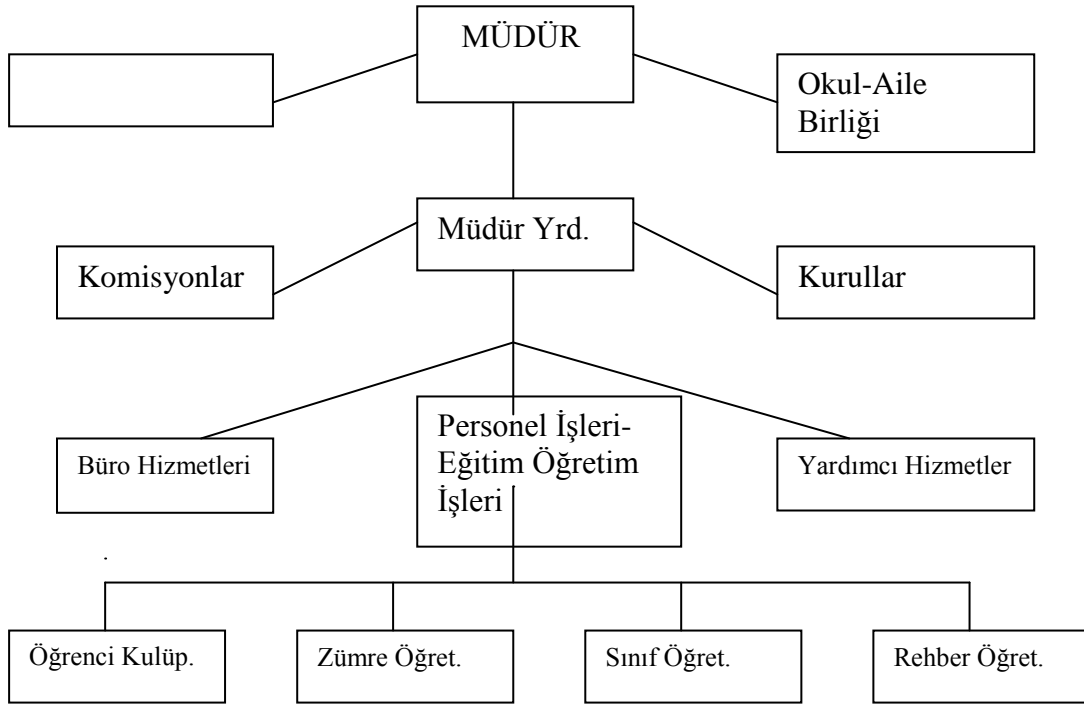 MÜDÜR
Okul-Aile
Birliği
Müdür Yrd.
Komisyonlar
Kurullar
Büro Hizmetleri
Personel İşleri-
Eğitim Öğretim
İşleri
Yardımcı Hizmetler
Öğrenci Kulüp.
Zümre Öğret.
Sınıf Öğret.
Rehber Öğret.